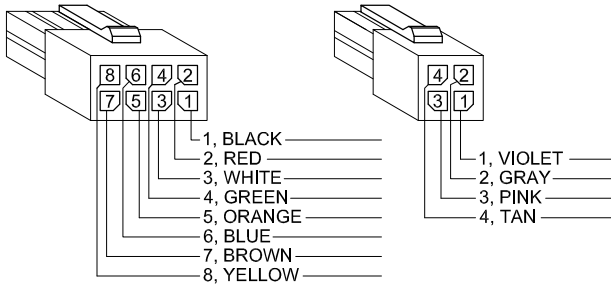 8 6 4 2
7 5 3 1
1, BLACK
2, RED
3, WHITE
4, GREEN
5, ORANGE
6, BLUE
7, BROWN
8, YELLOW
4 2
3 1
1, VIOLET
2, GRAY
3, PINK
4, TAN